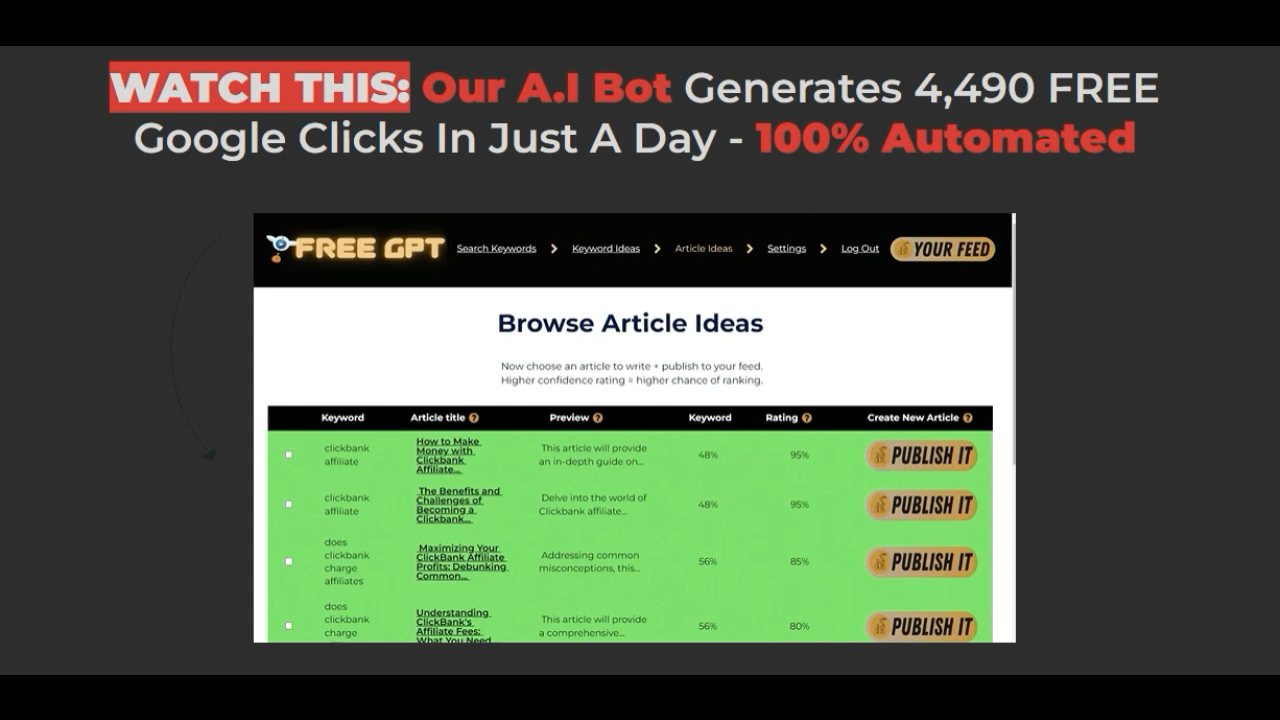 WATCH THIS: Our A.I Bot Generates 4,490 FREE
Google Clicks In Just A Day - 100% Automated
FREE GPT Search Keywords Keyword Ideas Article Ideas Settings Log Out YOUR FEED
Browse Article Ideas
Now choose an article to write + publish to your feed.
Higher confidence rating = higher chance of ranking.
Keyword Article title ? Preview ? Keyword Rating ? Create New Article ?
clickbank
affiliate
How to Make
Money with
Clickbank
Affiliate...
This article will provide
an in-depth guide on...
48%
95%
PUBLISH IT
clickbank
affiliate
The Benefits and
Challenges of
Becoming a
Clickbank...
Delve into the world of
Clickbank affiliate...
48%
95%
PUBLISH IT
does
clickbank
charge
affiliates
Maximizing Your
ClickBank Affiliate
Profits: Debunking
Common...
Addressing common
misconceptions, this...
56%
85%
PUBLISH IT
does
clickbank
charge
Understanding
ClickBank's
Affiliate Fees:
What You Need
This article will provide
a comprehensive...
56%
80%
PUBLISH IT